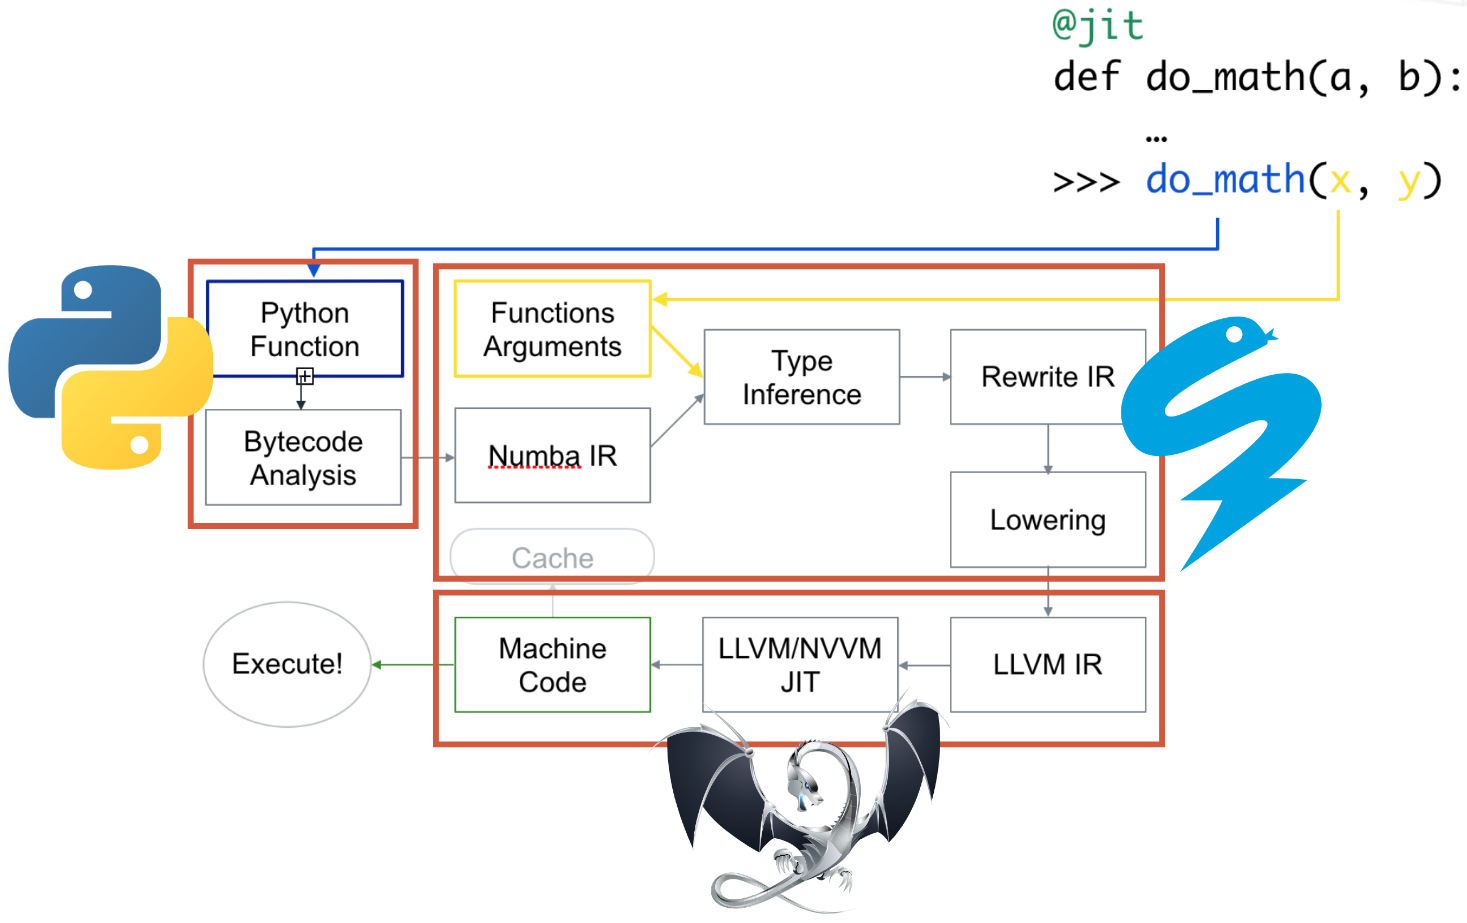 @jit
def do_math(a, b):
…
>>> do_math(x, y)
Python
Function
Functions
Arguments
Type
Inference
Rewrite IR
Bytecode
Analysis
Numba IR
Lowering
Cache
Execute!
Machine
Code
LLVM/NVVM
JIT
LLVM IR